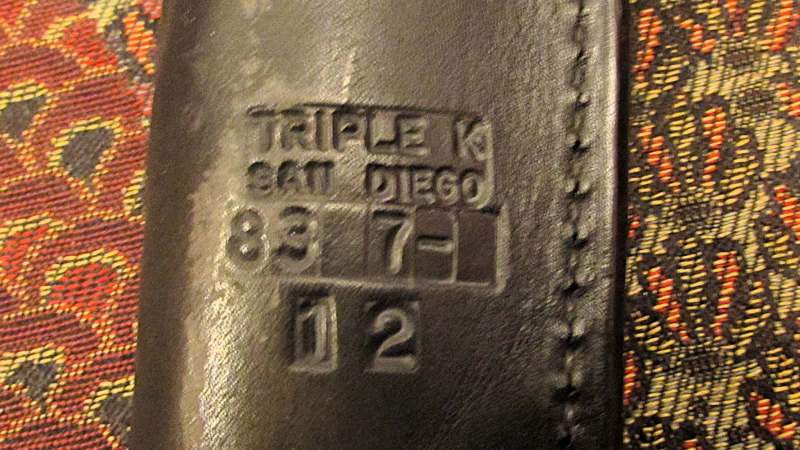 TRIPLE K
SAN DIEGO
83 7-
12